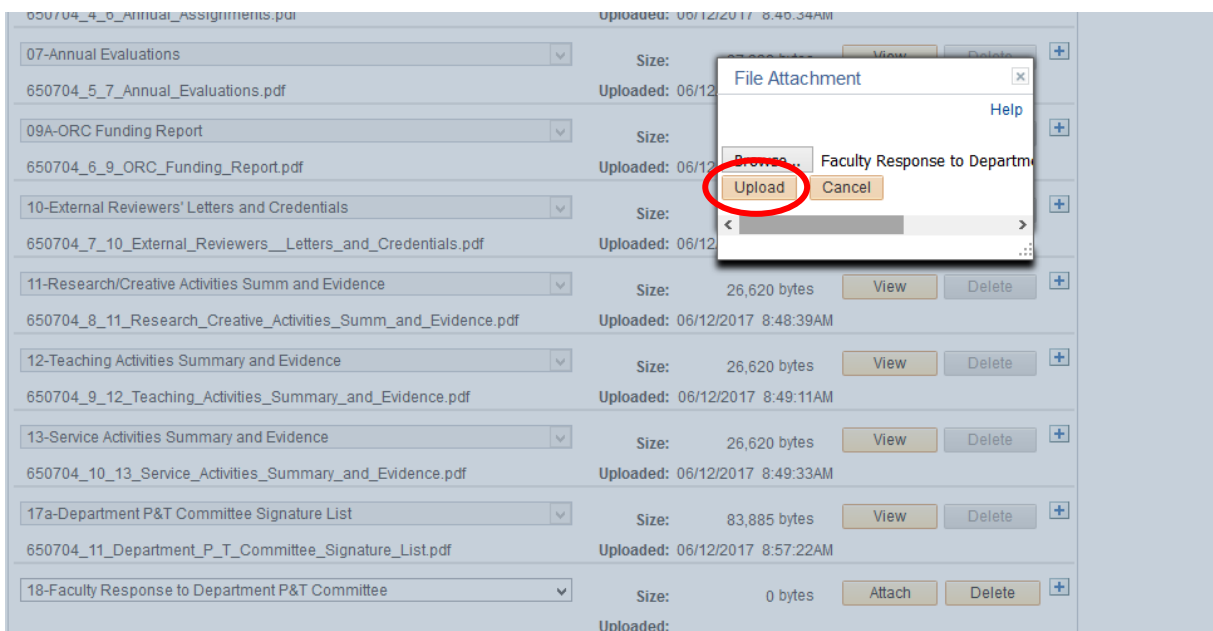 650704_4_6_Annual_Assignments.pdf Uploaded: 06/12/2017 8:46:34AM
07-Annual Evaluations Size: View Delete
650704_5_7_Annual_Evaluations.pdf Uploaded: 06/12
File Attachment
Help
09A-ORC Funding Report Size:
650704_6_9_ORC_Funding_Report.pdf Uploaded: 06/12
Browse... Faculty Response to Departme
Upload Cancel
10-External Reviewers' Letters and Credentials Size:
650704_7_10_External_Reviewers__Letters_and_Credentials.pdf Uploaded: 06/12
11-Research/Creative Activities Summ and Evidence Size: 26,620 bytes View Delete
650704_8_11_Research_Creative_Activities_Summ_and_Evidence.pdf Uploaded: 06/12/2017 8:48:39AM
12-Teaching Activities Summary and Evidence Size: 26,620 bytes View Delete
650704_9_12_Teaching_Activities_Summary_and_Evidence.pdf Uploaded: 06/12/2017 8:49:11AM
13-Service Activities Summary and Evidence Size: 26,620 bytes View Delete
650704_10_13_Service_Activities_Summary_and_Evidence.pdf Uploaded: 06/12/2017 8:49:33AM
17a-Department P&T Committee Signature List Size: 83,885 bytes View Delete
650704_11_Department_P_T_Committee_Signature_List.pdf Uploaded: 06/12/2017 8:57:22AM
18-Faculty Response to Department P&T Committee Size: 0 bytes Attach Delete
Uploaded: